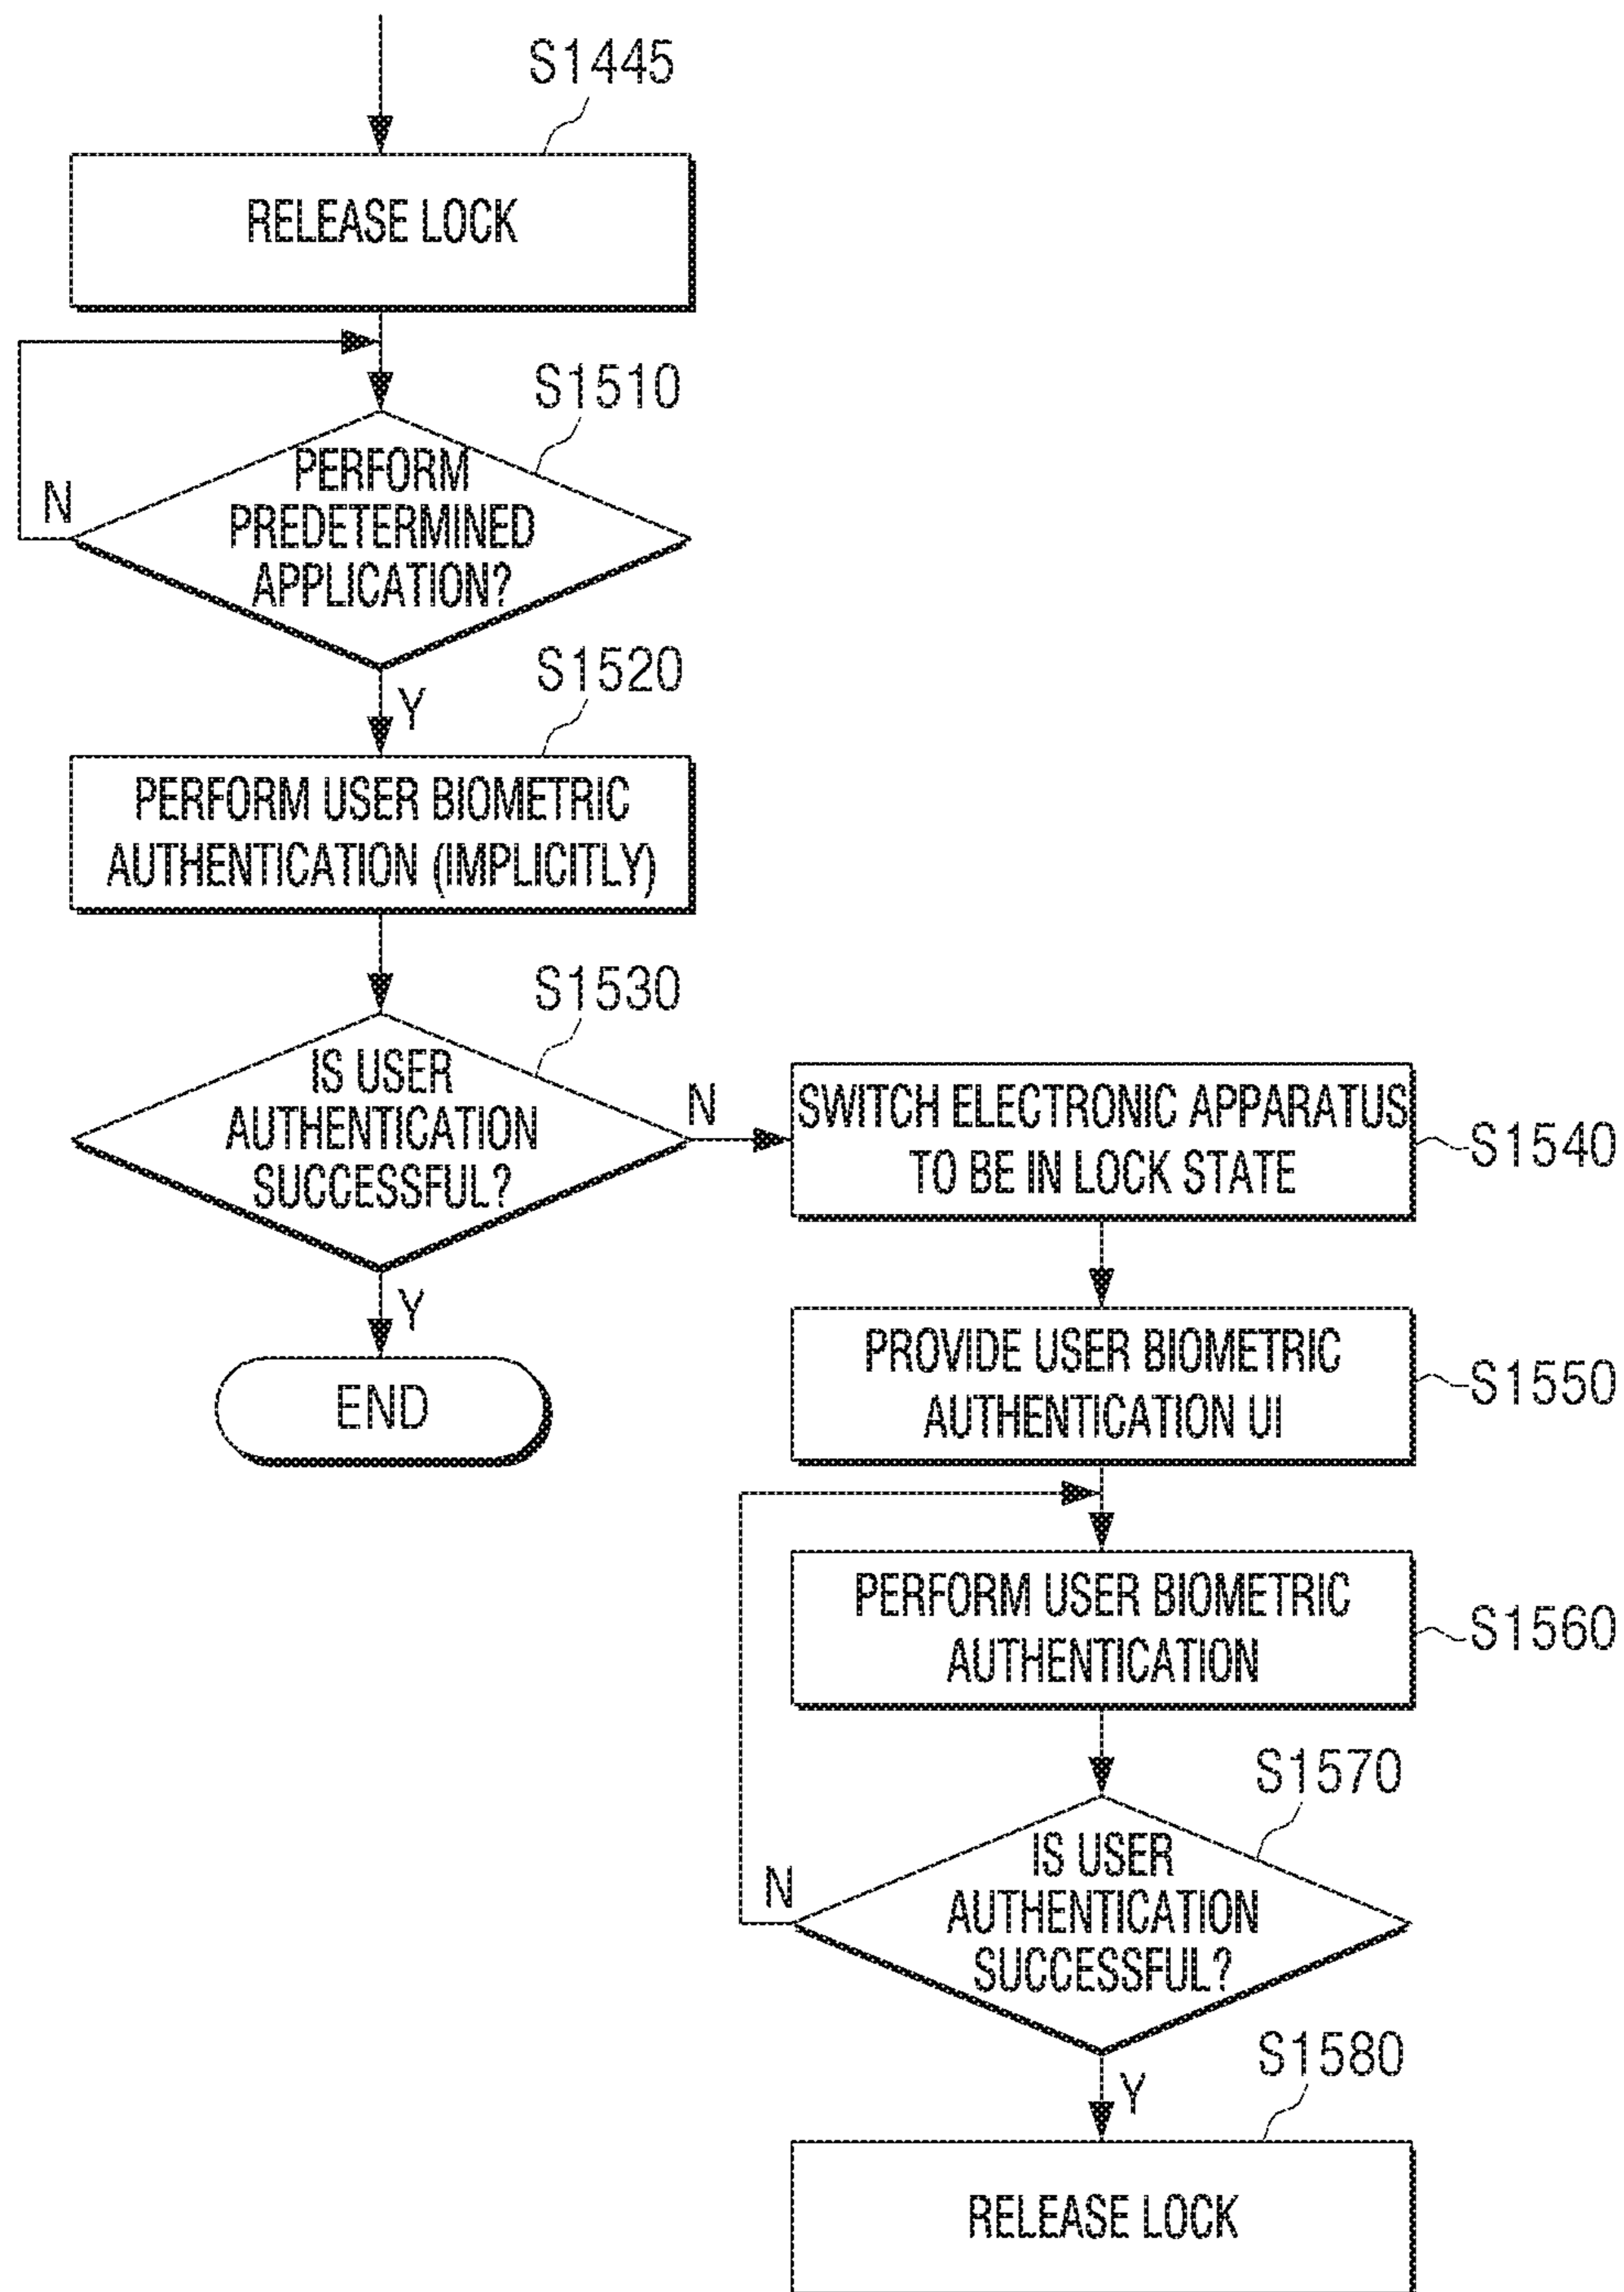 S1445
RELEASE LOCK
S1510
PERFORM
PREDETERMINED
APPLICATION?
N
Y
S1520
PERFORM USER BIOMETRIC
AUTHENTICATION (IMPLICITLY)
S1530
IS USER
AUTHENTICATION
SUCCESSFUL?
N
Y
END
SWITCH ELECTRONIC APPARATUS
TO BE IN LOCK STATE
S1540
PROVIDE USER BIOMETRIC
AUTHENTICATION UI
S1550
PERFORM USER BIOMETRIC
AUTHENTICATION
S1560
S1570
IS USER
AUTHENTICATION
SUCCESSFUL?
N
Y
S1580
RELEASE LOCK